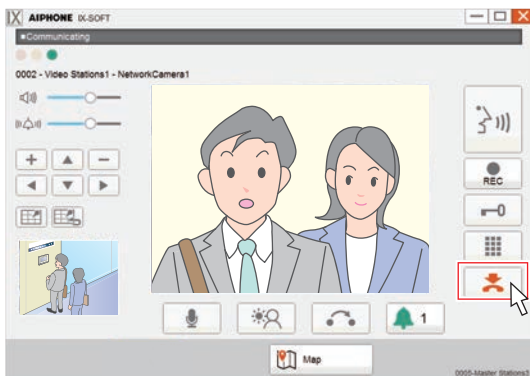 IX AIPHONE IX-SOFT
■Communicating
0002 - Video Stations1 - NetworkCamera1
REC
1
Map
0005-Master Stations3